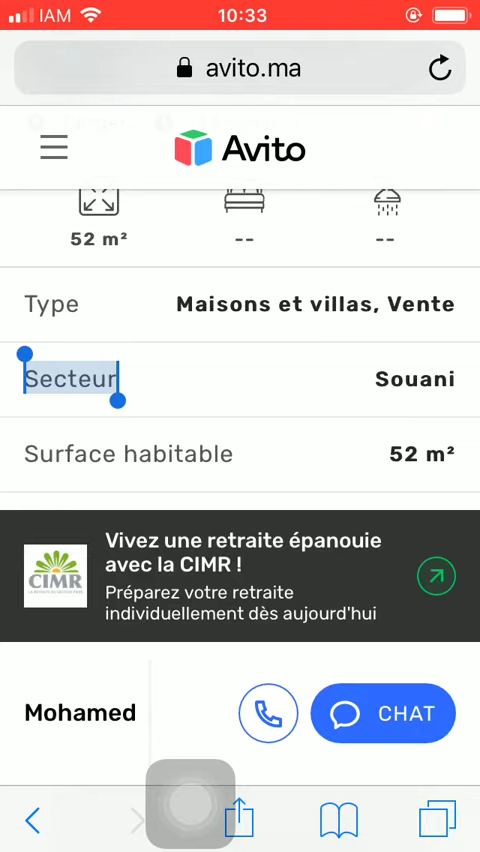 IAM 10:33
avito.ma
Avito
52 m² -- --
Type Maisons et villas, Vente
Secteur Souani
Surface habitable 52 m²
Vivez une retraite épanouie
avec la CIMR !
Préparez votre retraite
individuellement dès aujourd'hui
CIMR
Mohamed CHAT